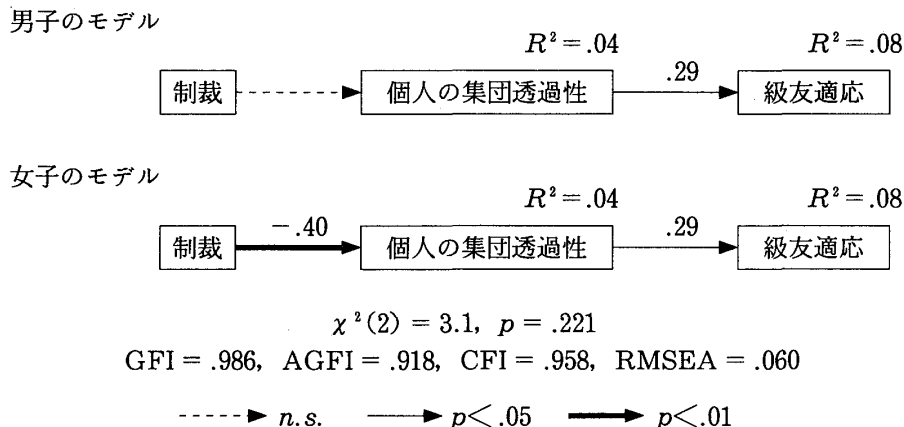 男子のモデル
R² = .04 R² = .08
制裁 個人の集団透過性 .29 級友適応
女子のモデル
R² = .04 R² = .08
制裁 −.40 個人の集団透過性 .29 級友適応
χ²(2) = 3.1, p = .221
GFI = .986, AGFI = .918, CFI = .958, RMSEA = .060
n.s. p<.05 p<.01